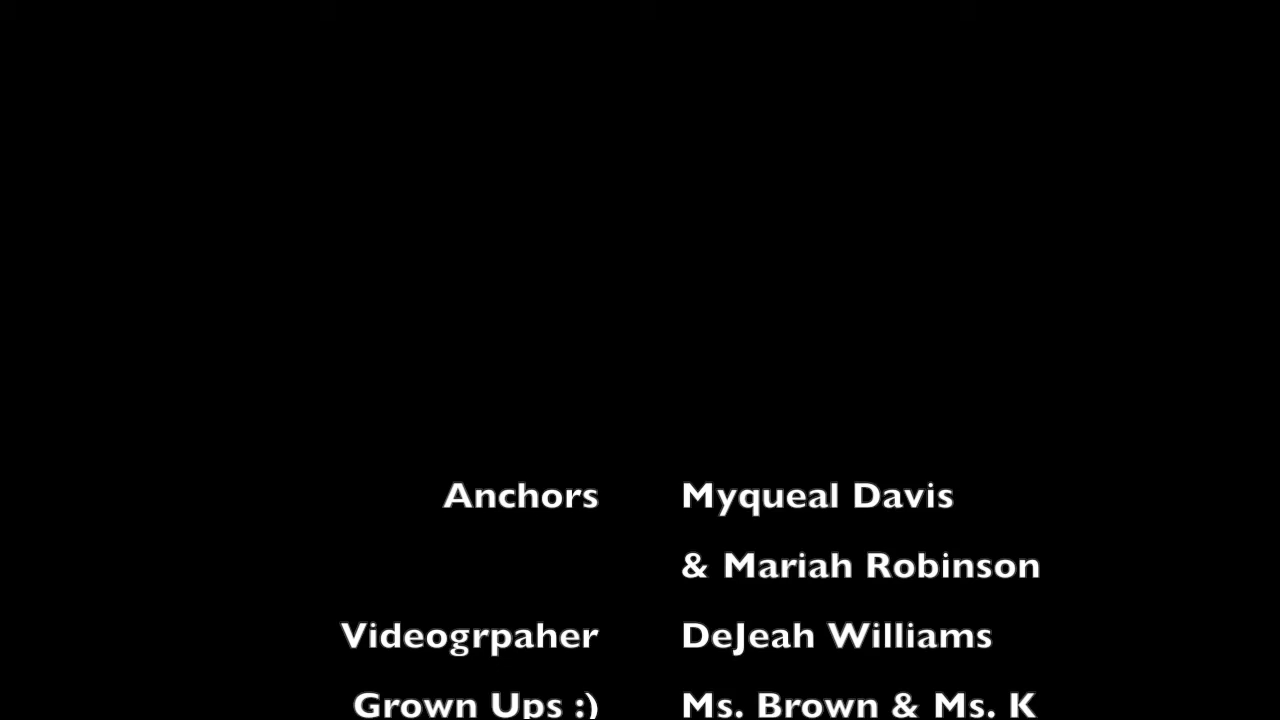 Anchors Myqueal Davis
& Mariah Robinson
Videogrpaher DeJeah Williams
Grown Ups :) Ms. Brown & Ms. K